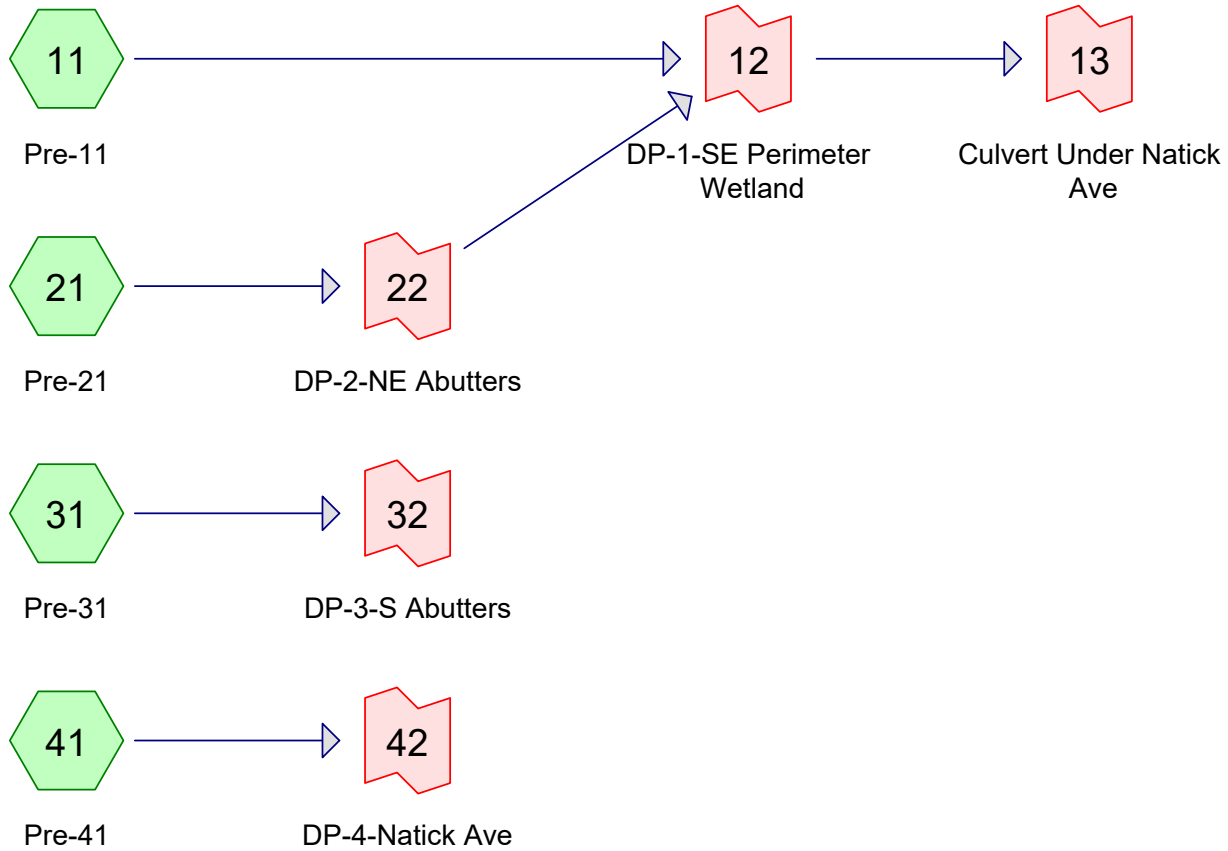 11
12
13
Pre-11
DP-1-SE Perimeter
Wetland
Culvert Under Natick
Ave
21
22
Pre-21
DP-2-NE Abutters
31
32
Pre-31
DP-3-S Abutters
41
42
Pre-41
DP-4-Natick Ave